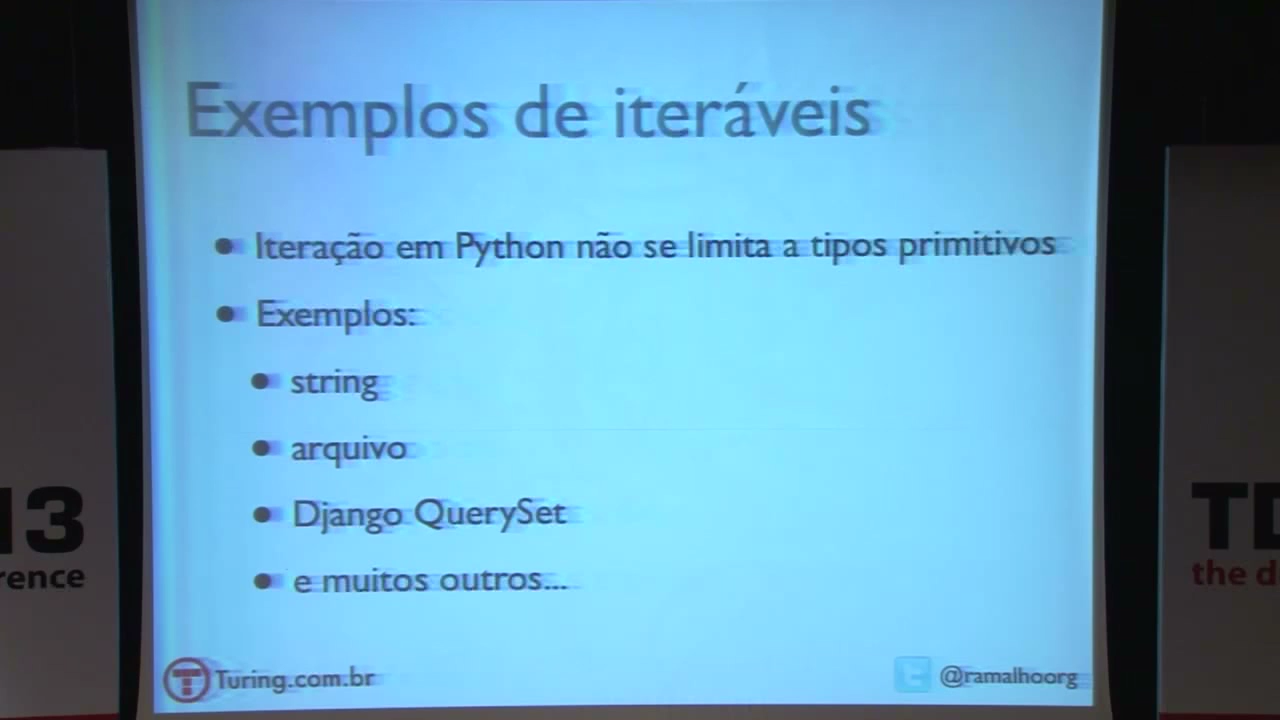 Exemplos de iteráveis
Iteração em Python não se limita a tipos primitivos
Exemplos:
string
arquivo
Django QuerySet
e muitos outros...
Turing.com.br
@ramalhoorg
13
rence
TD
the d